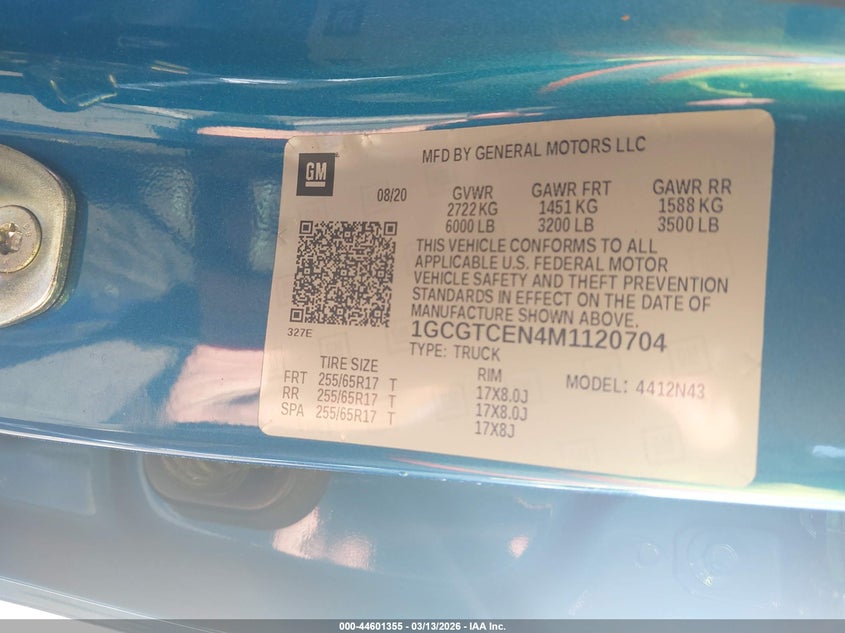 GM
MFD BY GENERAL MOTORS LLC
08/20
GVWR GAWR FRT GAWR RR
2722 KG 1451 KG 1588 KG
6000 LB 3200 LB 3500 LB
THIS VEHICLE CONFORMS TO ALL
APPLICABLE U.S. FEDERAL MOTOR
VEHICLE SAFETY AND THEFT PREVENTION
STANDARDS IN EFFECT ON THE DATE OF
MANUFACTURE SHOWN ABOVE.
327E
1GCGTCEN4M1120704
TYPE: TRUCK
TIRE SIZE RIM MODEL: 4412N43
FRT 255/65R17 T 17X8.0J
RR 255/65R17 T 17X8.0J
SPA 255/65R17 T 17X8J
000-44601355 - 03/13/2026 - IAA Inc.